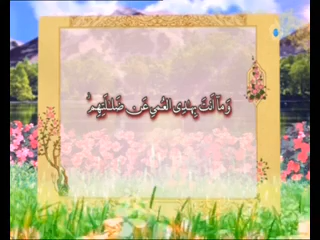 وَمَآ أَنتَ بِهَٰدِى ٱلْعُمْىِ عَن ضَلَٰلَتِهِمْ ۖ